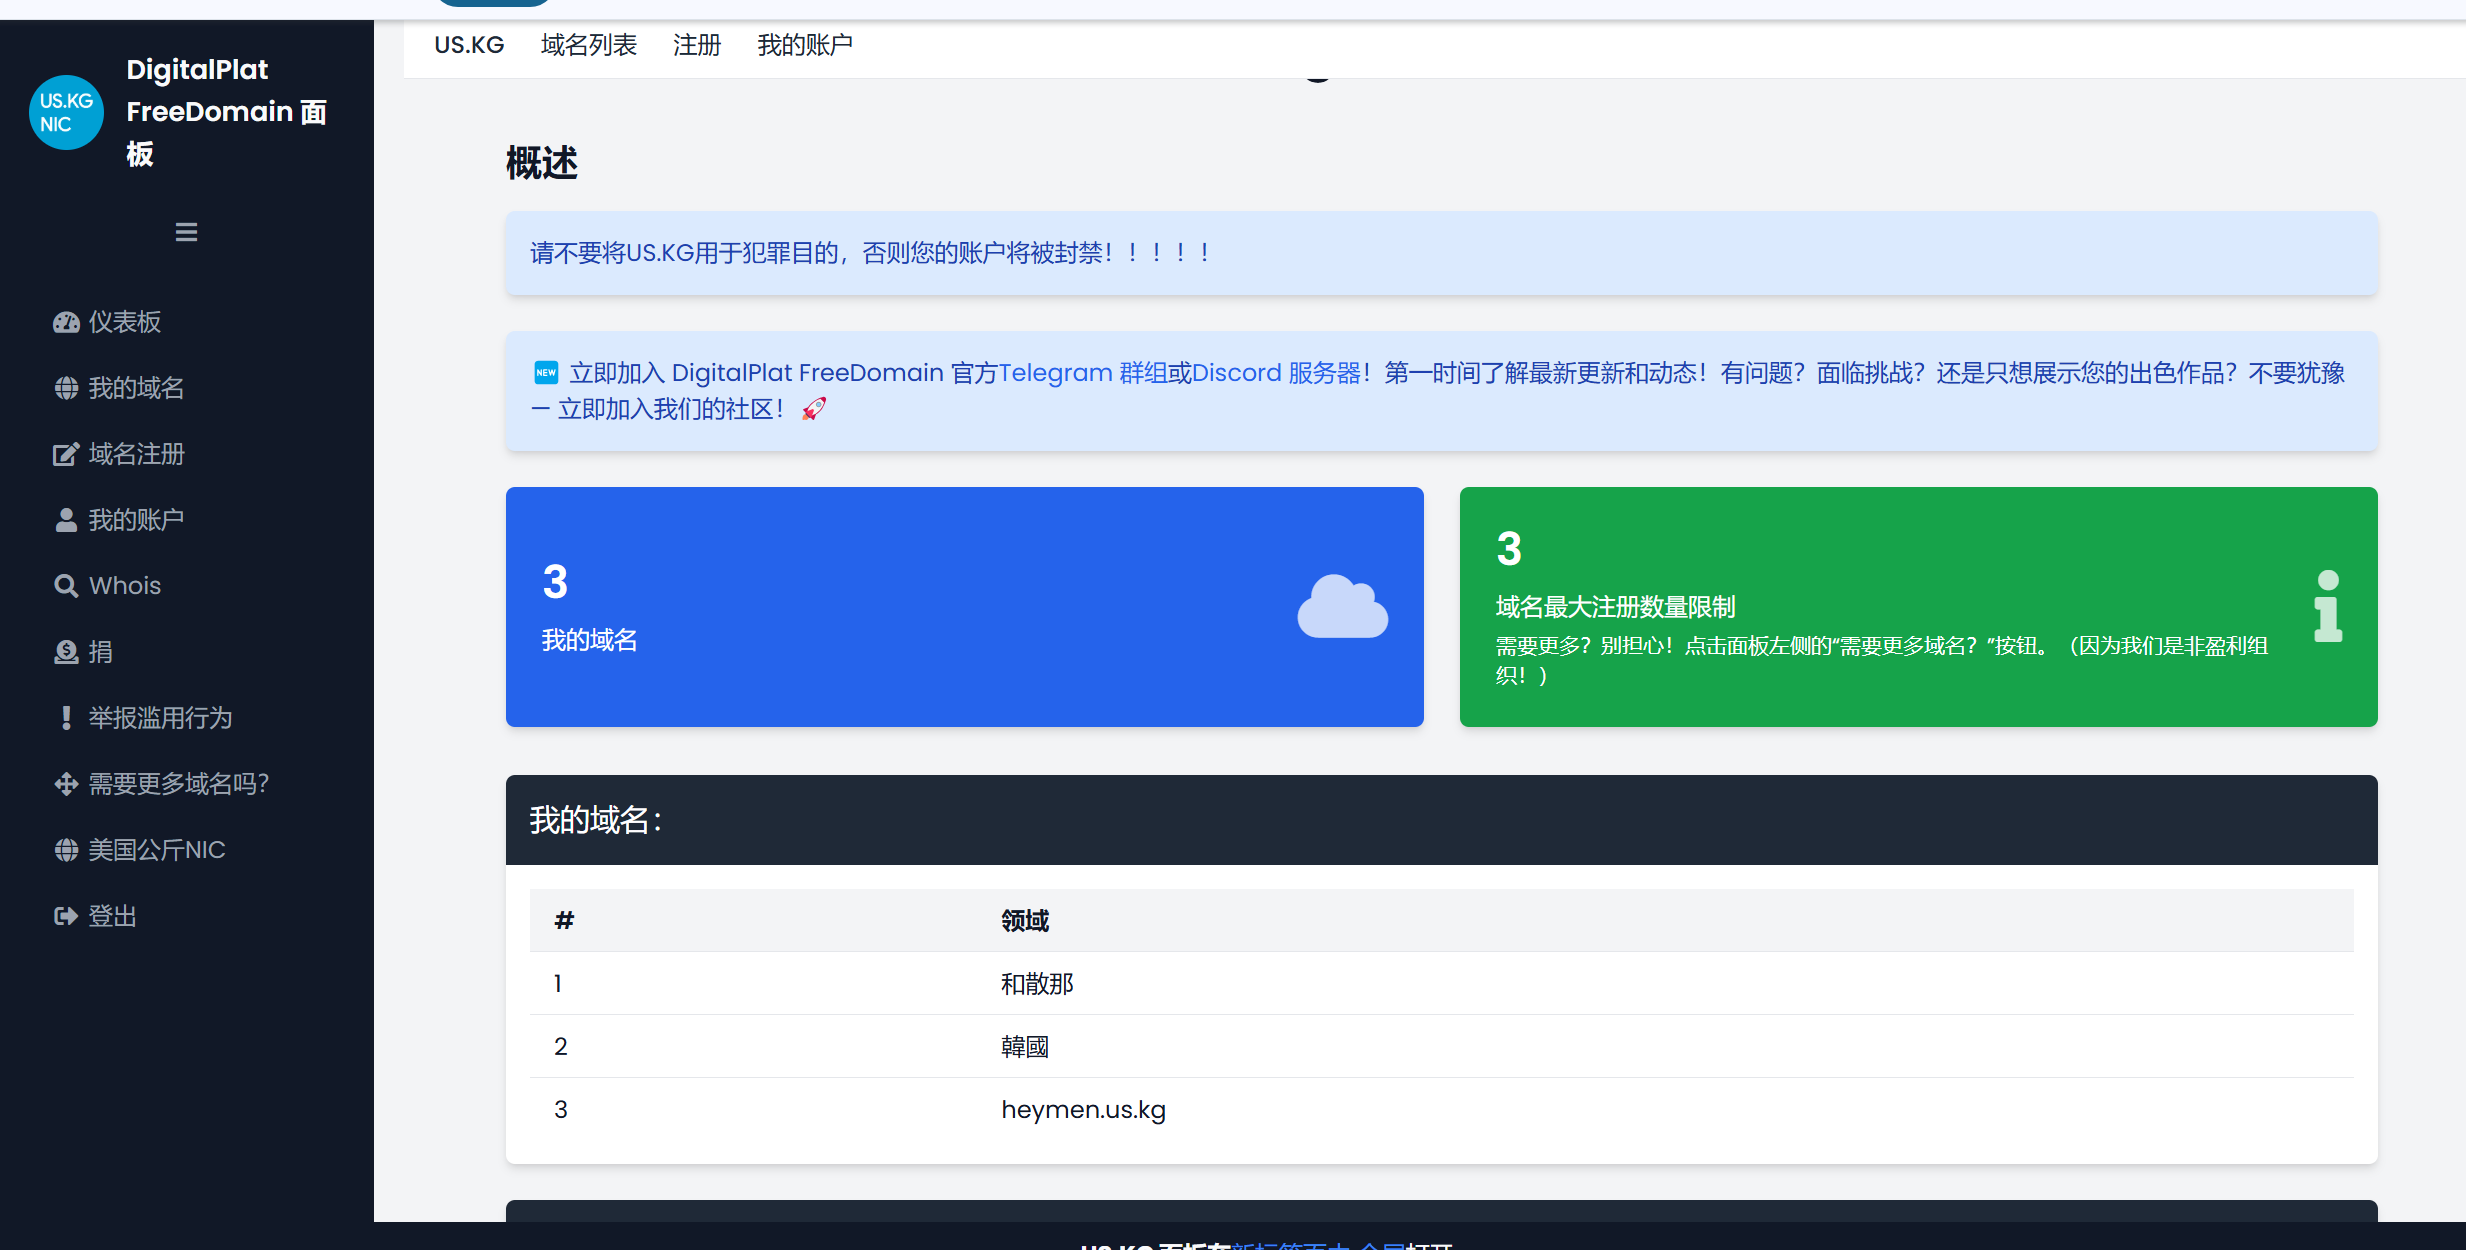 US.KG 域名列表 注册 我的账户
US.KG
NIC
DigitalPlat
FreeDomain 面
板
仪表板
我的域名
域名注册
我的账户
Whois
捐
举报滥用行为
需要更多域名吗？
美国公斤NIC
登出
概述
请不要将US.KG用于犯罪目的，否则您的账户将被封禁！！！！！
NEW 立即加入 DigitalPlat FreeDomain 官方Telegram 群组或Discord 服务器！第一时间了解最新更新和动态！有问题？面临挑战？还是只想展示您的出色作品？不要犹豫
— 立即加入我们的社区！🚀
3
我的域名
3
域名最大注册数量限制
需要更多？别担心！点击面板左侧的“需要更多域名？”按钮。（因为我们是非盈利组
织！）
我的域名：
# 领域
1 和散那
2 韓國
3 heymen.us.kg